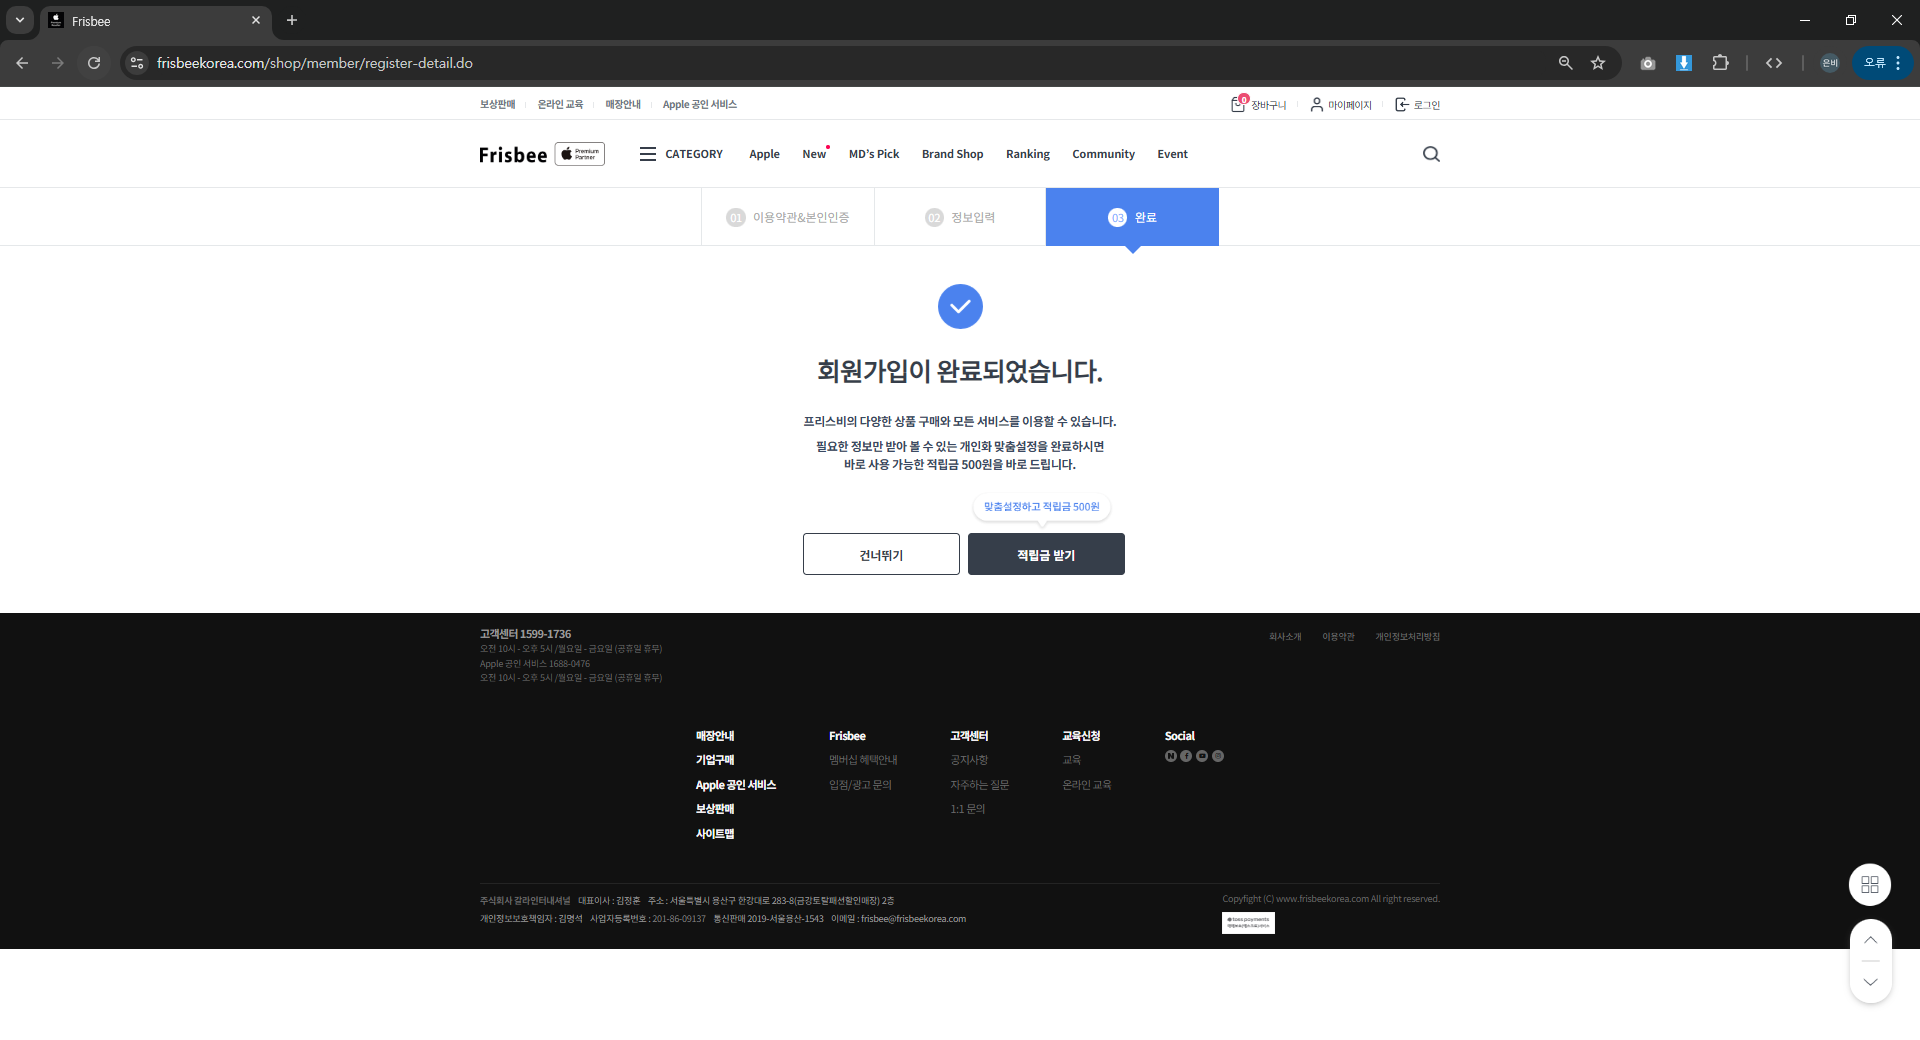 Frisbee
frisbeekorea.com/shop/member/register-detail.do
은비
오류
보상판매 온라인 교육 매장안내 Apple 공인 서비스
0 장바구니 마이페이지 로그인
Frisbee Premium Partner
CATEGORY Apple New MD's Pick Brand Shop Ranking Community Event
01 이용약관&본인인증 02 정보입력 03 완료
회원가입이 완료되었습니다.
프리스비의 다양한 상품 구매와 모든 서비스를 이용할 수 있습니다.
필요한 정보만 받아 볼 수 있는 개인화 맞춤설정을 완료하시면
바로 사용 가능한 적립금 500원을 바로 드립니다.
맞춤설정하고 적립금 500원
건너뛰기 적립금 받기
고객센터 1599-1736
오전 10시 - 오후 5시 /월요일 - 금요일 (공휴일 휴무)
Apple 공인 서비스 1688-0476
오전 10시 - 오후 5시 /월요일 - 금요일 (공휴일 휴무)
회사소개 이용약관 개인정보처리방침
매장안내 Frisbee 고객센터 교육신청 Social
기업구매 멤버십 혜택안내 공지사항 교육
Apple 공인 서비스 입점/광고 문의 자주하는 질문 온라인 교육
보상판매 1:1 문의
사이트맵
주식회사 갈라인터내셔널 대표이사 : 김정훈 주소 : 서울특별시 용산구 한강대로 283-8(금강토탈패션할인매장) 2층
개인정보보호책임자 : 김명석 사업자등록번호 : 201-86-09137 통신판매 2019-서울용산-1543 이메일 : frisbee@frisbeekorea.com
Copyfight (C) www.frisbeekorea.com All right reserved.
toss payments